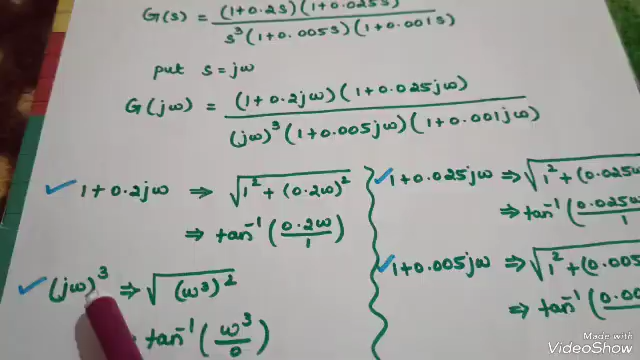 G(s) = (1+0.2s)(1+0.025s)
s³(1+0.005s)(1+0.001s)
put s=jω
G(jω) = (1+0.2jω)(1+0.025jω)
(jω)³(1+0.005jω)(1+0.001jω)
✓ 1+0.2jω ⇒ √1²+(0.2ω)²
⇒ tan⁻¹(0.2ω/1)
✓ (jω)³ ⇒ √(ω³)²
tan⁻¹(ω³/0)
✓ 1+0.025jω ⇒ √1²+(0.025ω
⇒ tan⁻¹(0.025ω/1
✓ 1+0.005jω ⇒ √1²+(0.005
⇒ tan⁻¹(0.00
Made With
VideoShow